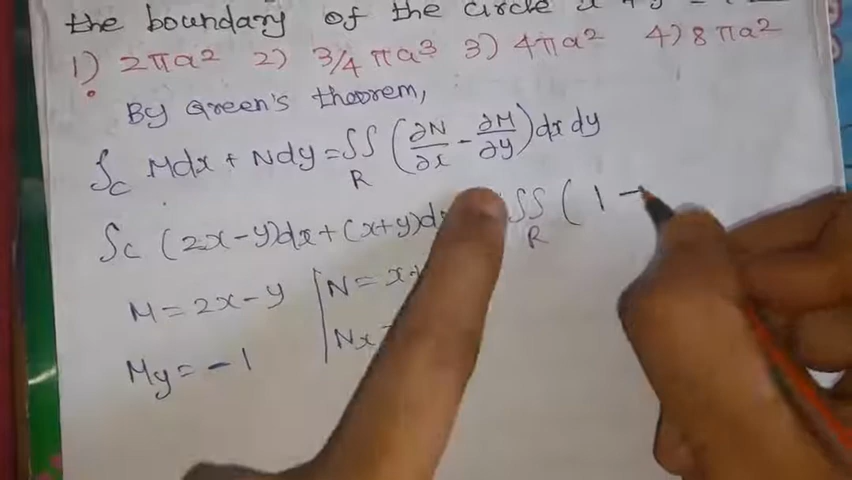 the boundary of the circle
1) 2πa² 2) 3/4 πa³ 3) 4πa² 4) 8πa²
By Green's theorem,
∫c Mdx + Ndy = ∫∫R (∂N/∂x - ∂M/∂y) dx dy
∫c (2x-y)dx + (x+y)d ∫∫R ( 1 -
M = 2x - y N = x+
My = -1 Nx =